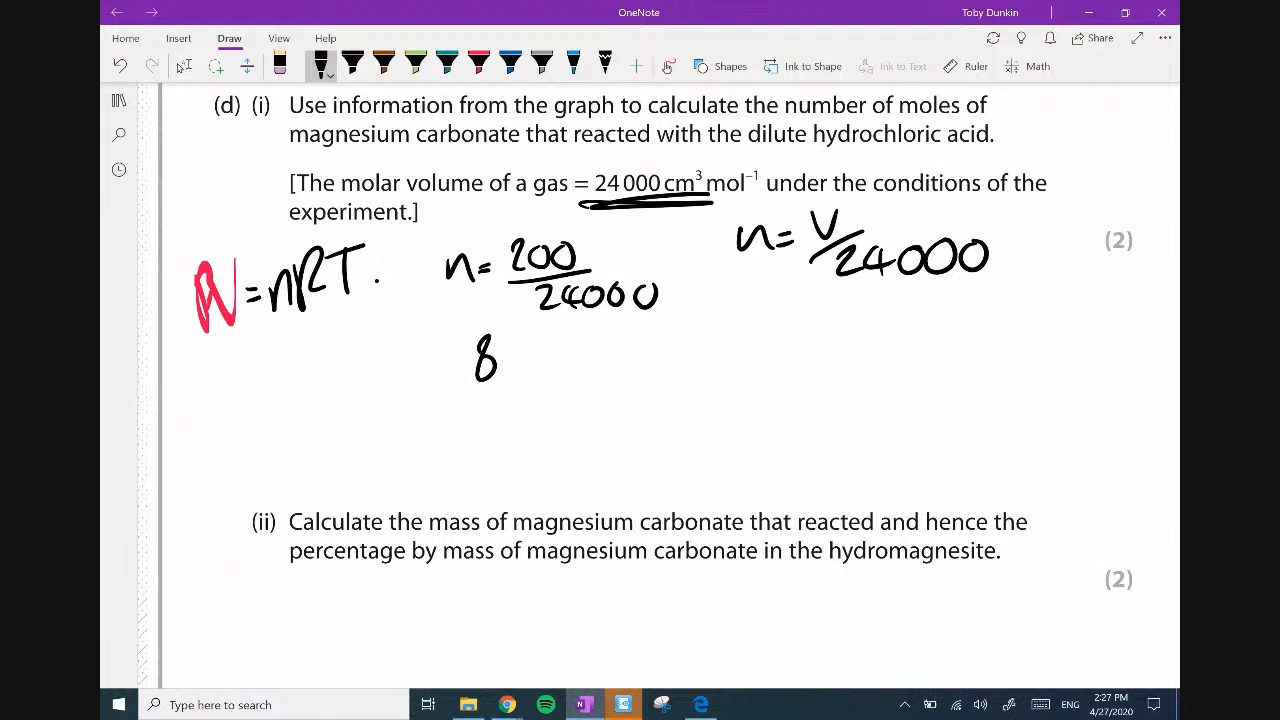 OneNote
Toby Dunkin
Home Insert Draw View Help
Share
Shapes Ink to Shape Ink to Text Ruler Math
(d) (i) Use information from the graph to calculate the number of moles of
magnesium carbonate that reacted with the dilute hydrochloric acid.
[The molar volume of a gas = 24 000 cm³ mol⁻¹ under the conditions of the
experiment.]
(2)
n = V/24000
PV = nRT.
n = 200/24000
8
(ii) Calculate the mass of magnesium carbonate that reacted and hence the
percentage by mass of magnesium carbonate in the hydromagnesite.
(2)
Type here to search
ENG
2:27 PM
4/27/2020